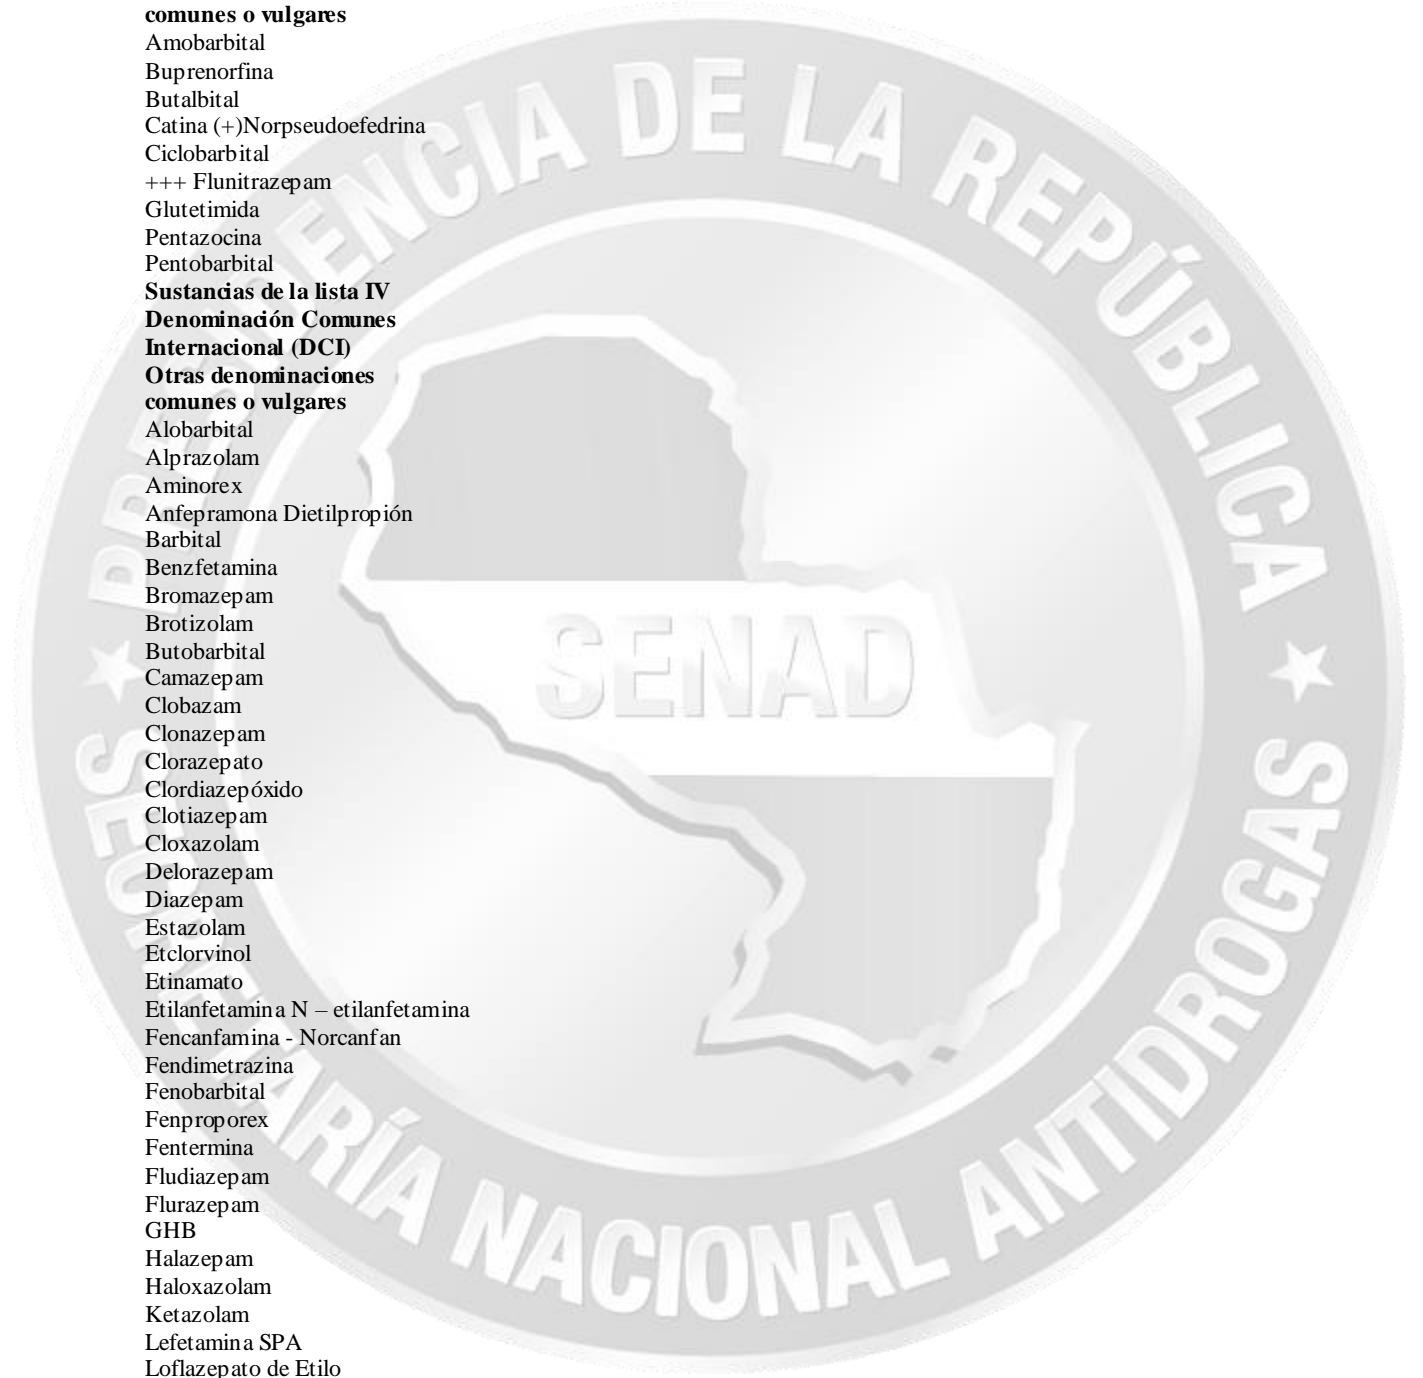 comunes o vulgares
Amobarbital
Buprenorfina
Butalbital
Catina (+)Norpseudoefedrina
Ciclobarbital
+++ Flunitrazepam
Glutetimida
Pentazocina
Pentobarbital
Sustancias de la lista IV
Denominación Comunes
Internacional (DCI)
Otras denominaciones
comunes o vulgares
Alobarbital
Alprazolam
Aminorex
Anfepramona Dietilpropión
Barbital
Benzfetamina
Bromazepam
Brotizolam
Butobarbital
Camazepam
Clobazam
Clonazepam
Clorazepato
Clordiazepóxido
Clotiazepam
Cloxazolam
Delorazepam
Diazepam
Estazolam
Etclorvinol
Etinamato
Etilanfetamina N – etilanfetamina
Fencanfamina - Norcanfan
Fendimetrazina
Fenobarbital
Fenproporex
Fentermina
Fludiazepam
Flurazepam
GHB
Halazepam
Haloxazolam
Ketazolam
Lefetamina SPA
Loflazepato de Etilo
PRESIDENCIA DE LA REPÚBLICA
SENAD
SECRETARÍA NACIONAL ANTIDROGAS